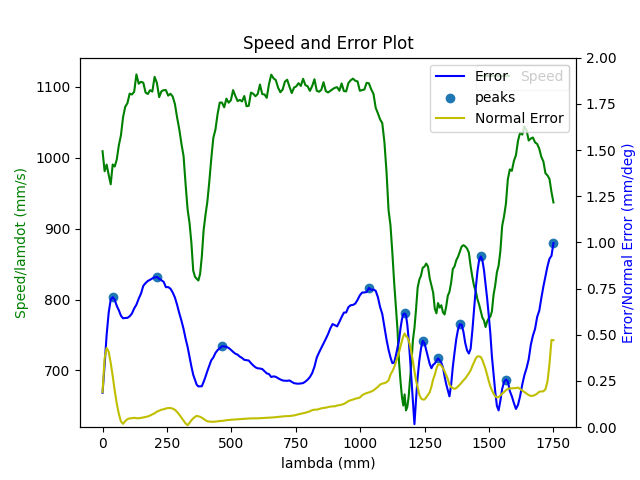 Speed and Error Plot
Error
Speed
peaks
Normal Error
Speed/lamdot (mm/s)
1100
1000
900
800
700
2.00
1.75
1.50
1.25
1.00
0.75
0.50
0.25
0.00
Error/Normal Error (mm/deg)
0 250 500 750 1000 1250 1500 1750
lambda (mm)